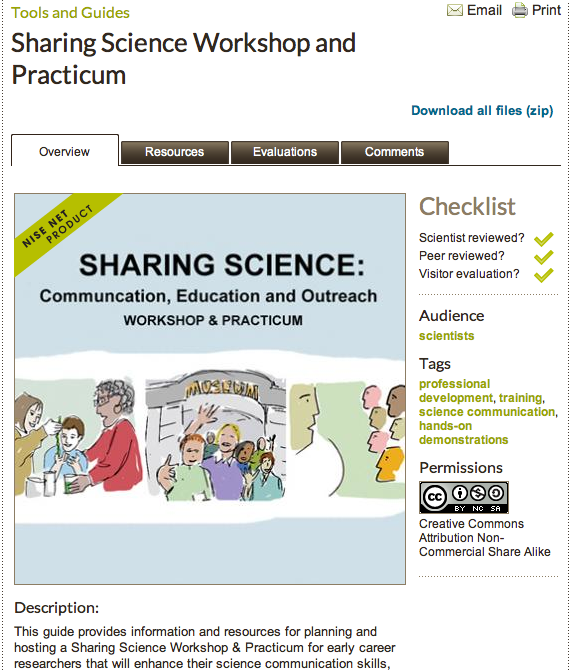 Tools and Guides
Email Print
Sharing Science Workshop and
Practicum
Download all files (zip)
Overview Resources Evaluations Comments
NISE NET
PRODUCT
SHARING SCIENCE:
Communcation, Education and Outreach
WORKSHOP & PRACTICUM
MUSEUM
Checklist
Scientist reviewed?
Peer reviewed?
Visitor evaluation?
Audience
scientists
Tags
professional
development, training,
science communication,
hands-on
demonstrations
Permissions
cc BY NC SA
Creative Commons
Attribution Non-
Commercial Share Alike
Description:
This guide provides information and resources for planning and
hosting a Sharing Science Workshop & Practicum for early career
researchers that will enhance their science communication skills,